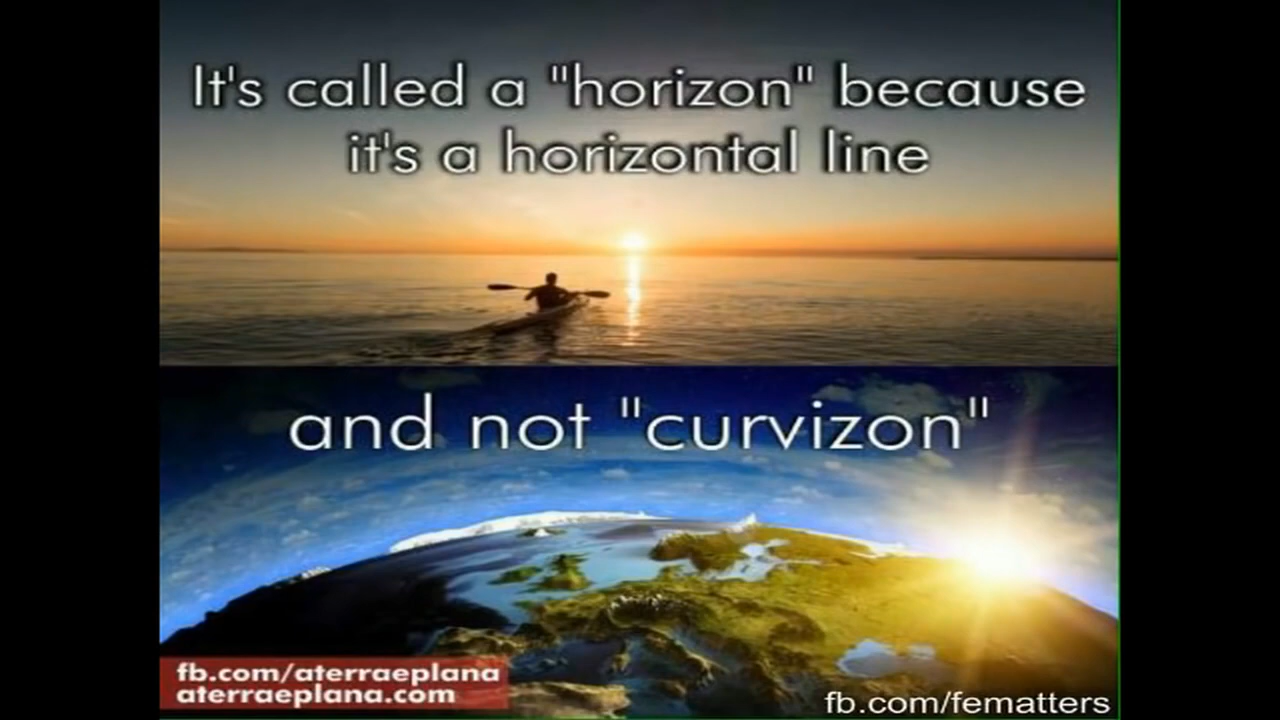 It's called a "horizon" because
it's a horizontal line
and not "curvizon"
fb.com/aterraeplana
aterraeplana.com
fb.com/fematters